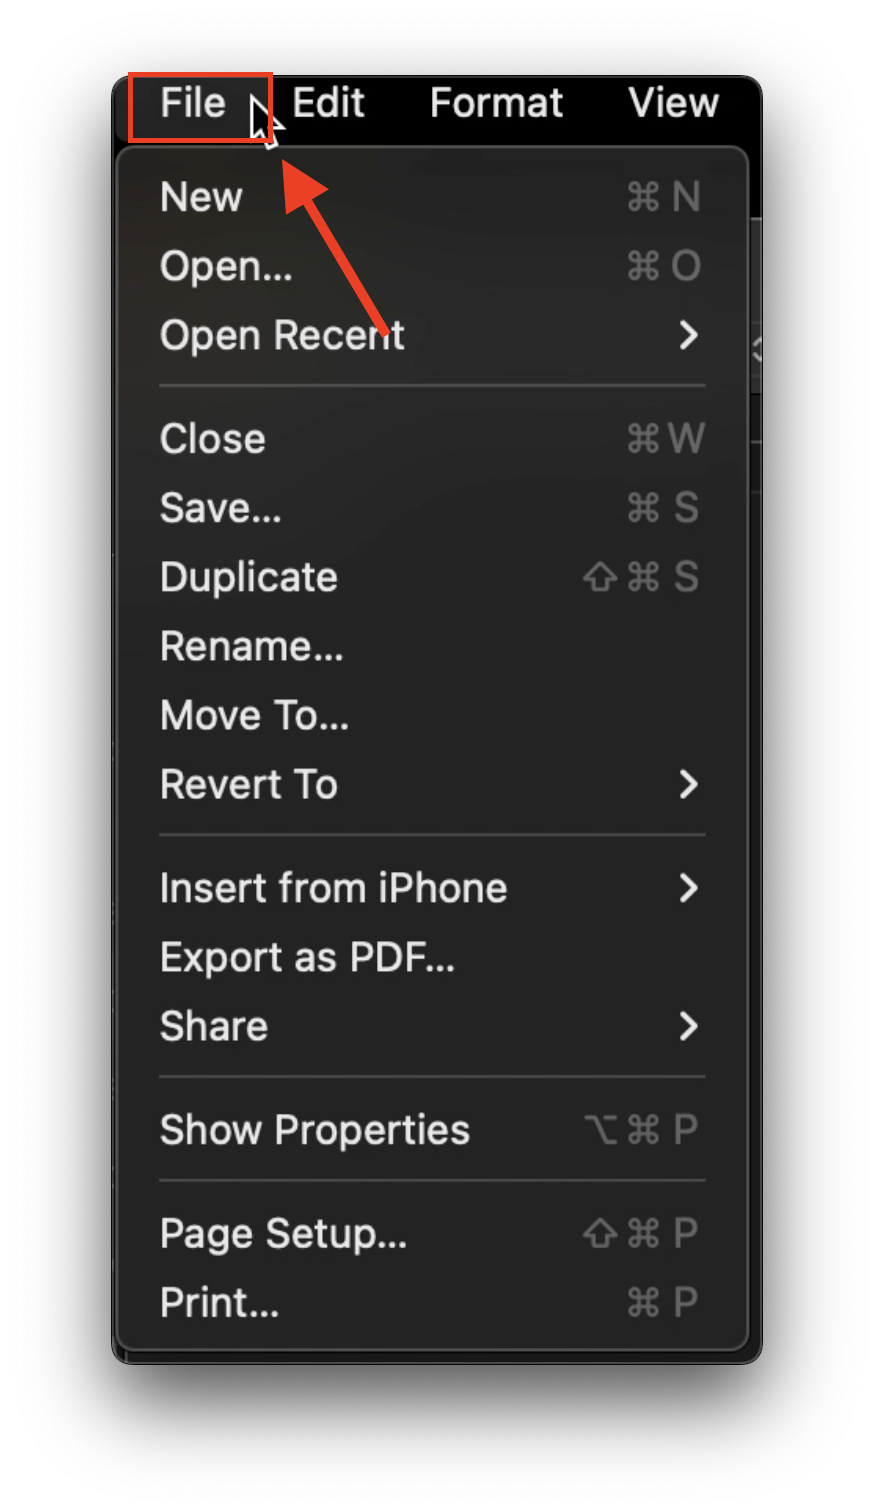 File Edit Format View
New ⌘ N
Open... ⌘ O
Open Recent
Close ⌘ W
Save... ⌘ S
Duplicate ⇧ ⌘ S
Rename...
Move To...
Revert To
Insert from iPhone
Export as PDF...
Share
Show Properties ⌥ ⌘ P
Page Setup... ⇧ ⌘ P
Print... ⌘ P